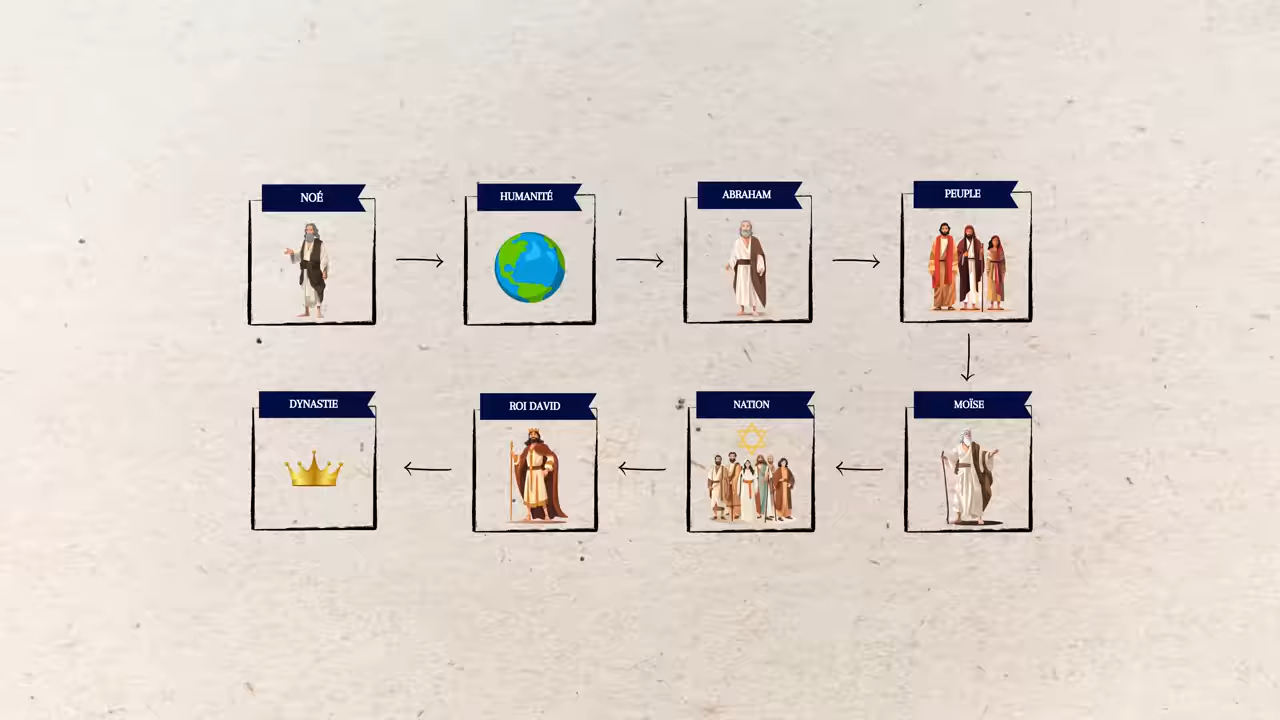 NOÉ
HUMANITÉ
ABRAHAM
PEUPLE
MOÏSE
NATION
ROI DAVID
DYNASTIE